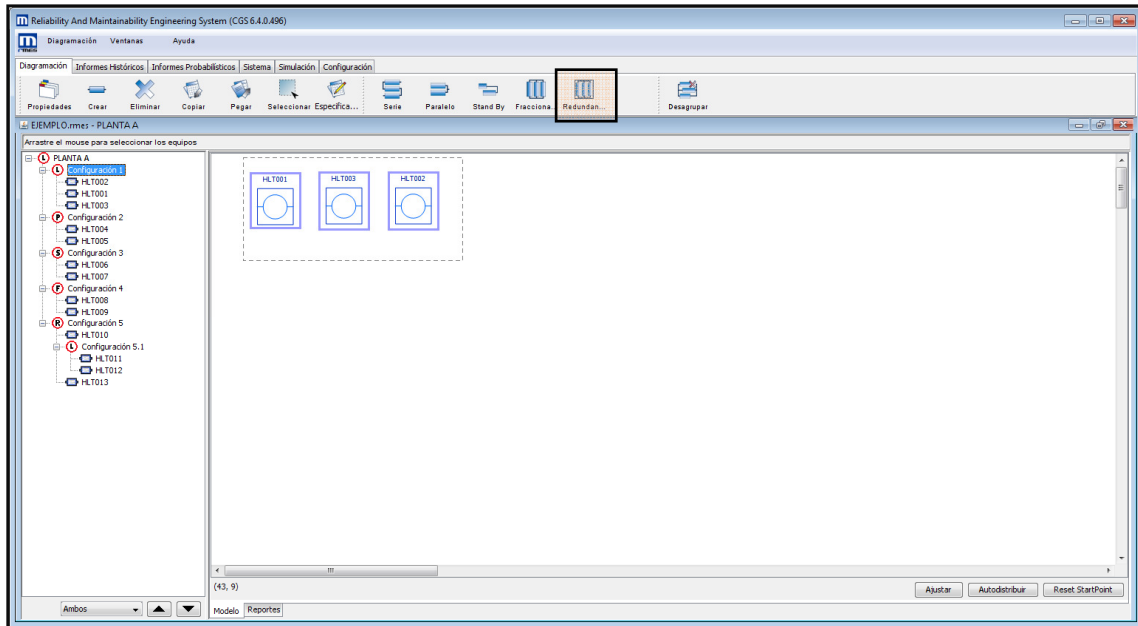 Reliability And Maintainability Engineering System (CGS 6.4.0.496)
Diagramación Ventanas Ayuda
Diagramación Informes Históricos Informes Probabilísticos Sistema Simulación Configuración
Propiedades Crear Eliminar Copiar Pegar Seleccionar Especifica... Serie Paralelo Stand By Fracciona... Redundan... Desagrupar
EJEMPLO.rmes - PLANTA A
Arrastre el mouse para seleccionar los equipos
L PLANTA A
L Configuración 1
HLT002
HLT001
HLT003
P Configuración 2
HLT004
HLT005
S Configuración 3
HLT006
HLT007
F Configuración 4
HLT008
HLT009
R Configuración 5
HLT010
L Configuración 5.1
HLT011
HLT012
HLT013
HLT001 HLT003 HLT002
(43, 9)
Ajustar Autodistribuir Reset StartPoint
Ambos
Modelo Reportes